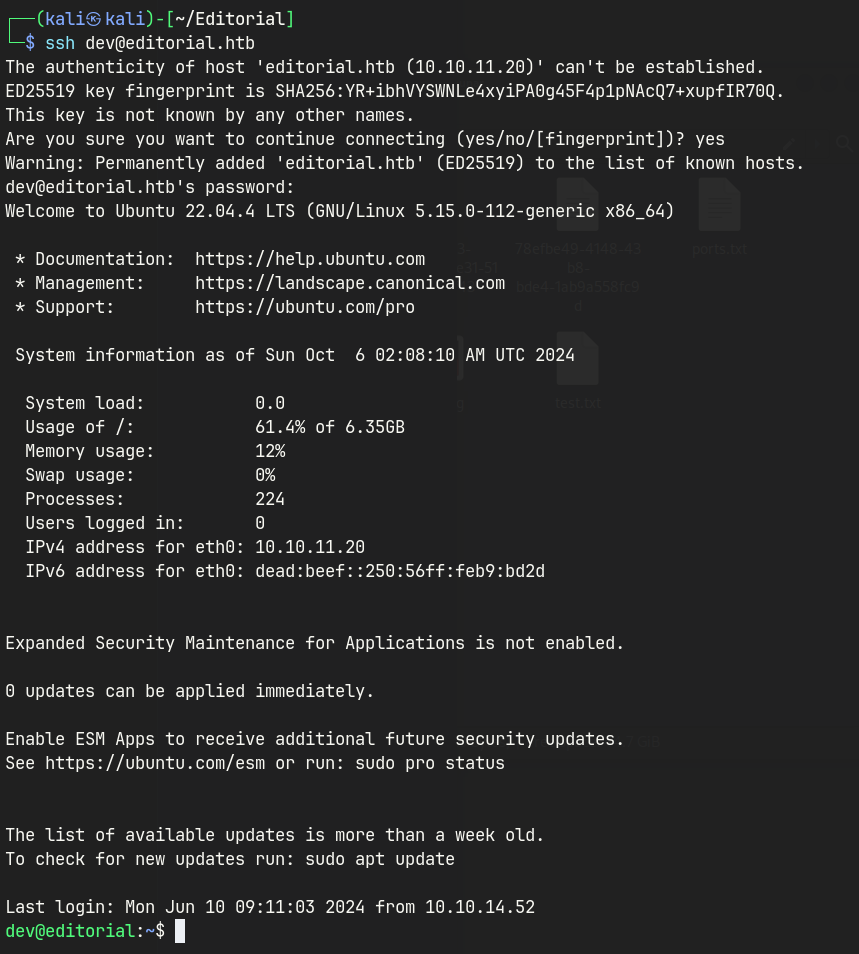 ┌──(kali㉿kali)-[~/Editorial]
└─$ ssh dev@editorial.htb
The authenticity of host 'editorial.htb (10.10.11.20)' can't be established.
ED25519 key fingerprint is SHA256:YR+ibhVYSWNLe4xyiPA0g45F4p1pNAcQ7+xupfIR70Q.
This key is not known by any other names.
Are you sure you want to continue connecting (yes/no/[fingerprint])? yes
Warning: Permanently added 'editorial.htb' (ED25519) to the list of known hosts.
dev@editorial.htb's password:
Welcome to Ubuntu 22.04.4 LTS (GNU/Linux 5.15.0-112-generic x86_64)

 * Documentation:  https://help.ubuntu.com
 * Management:     https://landscape.canonical.com
 * Support:        https://ubuntu.com/pro

 System information as of Sun Oct  6 02:08:10 AM UTC 2024

  System load:           0.0
  Usage of /:            61.4% of 6.35GB
  Memory usage:          12%
  Swap usage:            0%
  Processes:             224
  Users logged in:       0
  IPv4 address for eth0: 10.10.11.20
  IPv6 address for eth0: dead:beef::250:56ff:feb9:bd2d

Expanded Security Maintenance for Applications is not enabled.

0 updates can be applied immediately.

Enable ESM Apps to receive additional future security updates.
See https://ubuntu.com/esm or run: sudo pro status

The list of available updates is more than a week old.
To check for new updates run: sudo apt update

Last login: Mon Jun 10 09:11:03 2024 from 10.10.14.52
dev@editorial:~$
78efbe49-4148-43
b8-
bde4-1ab9a558fc9
d
ports.txt
test.txt